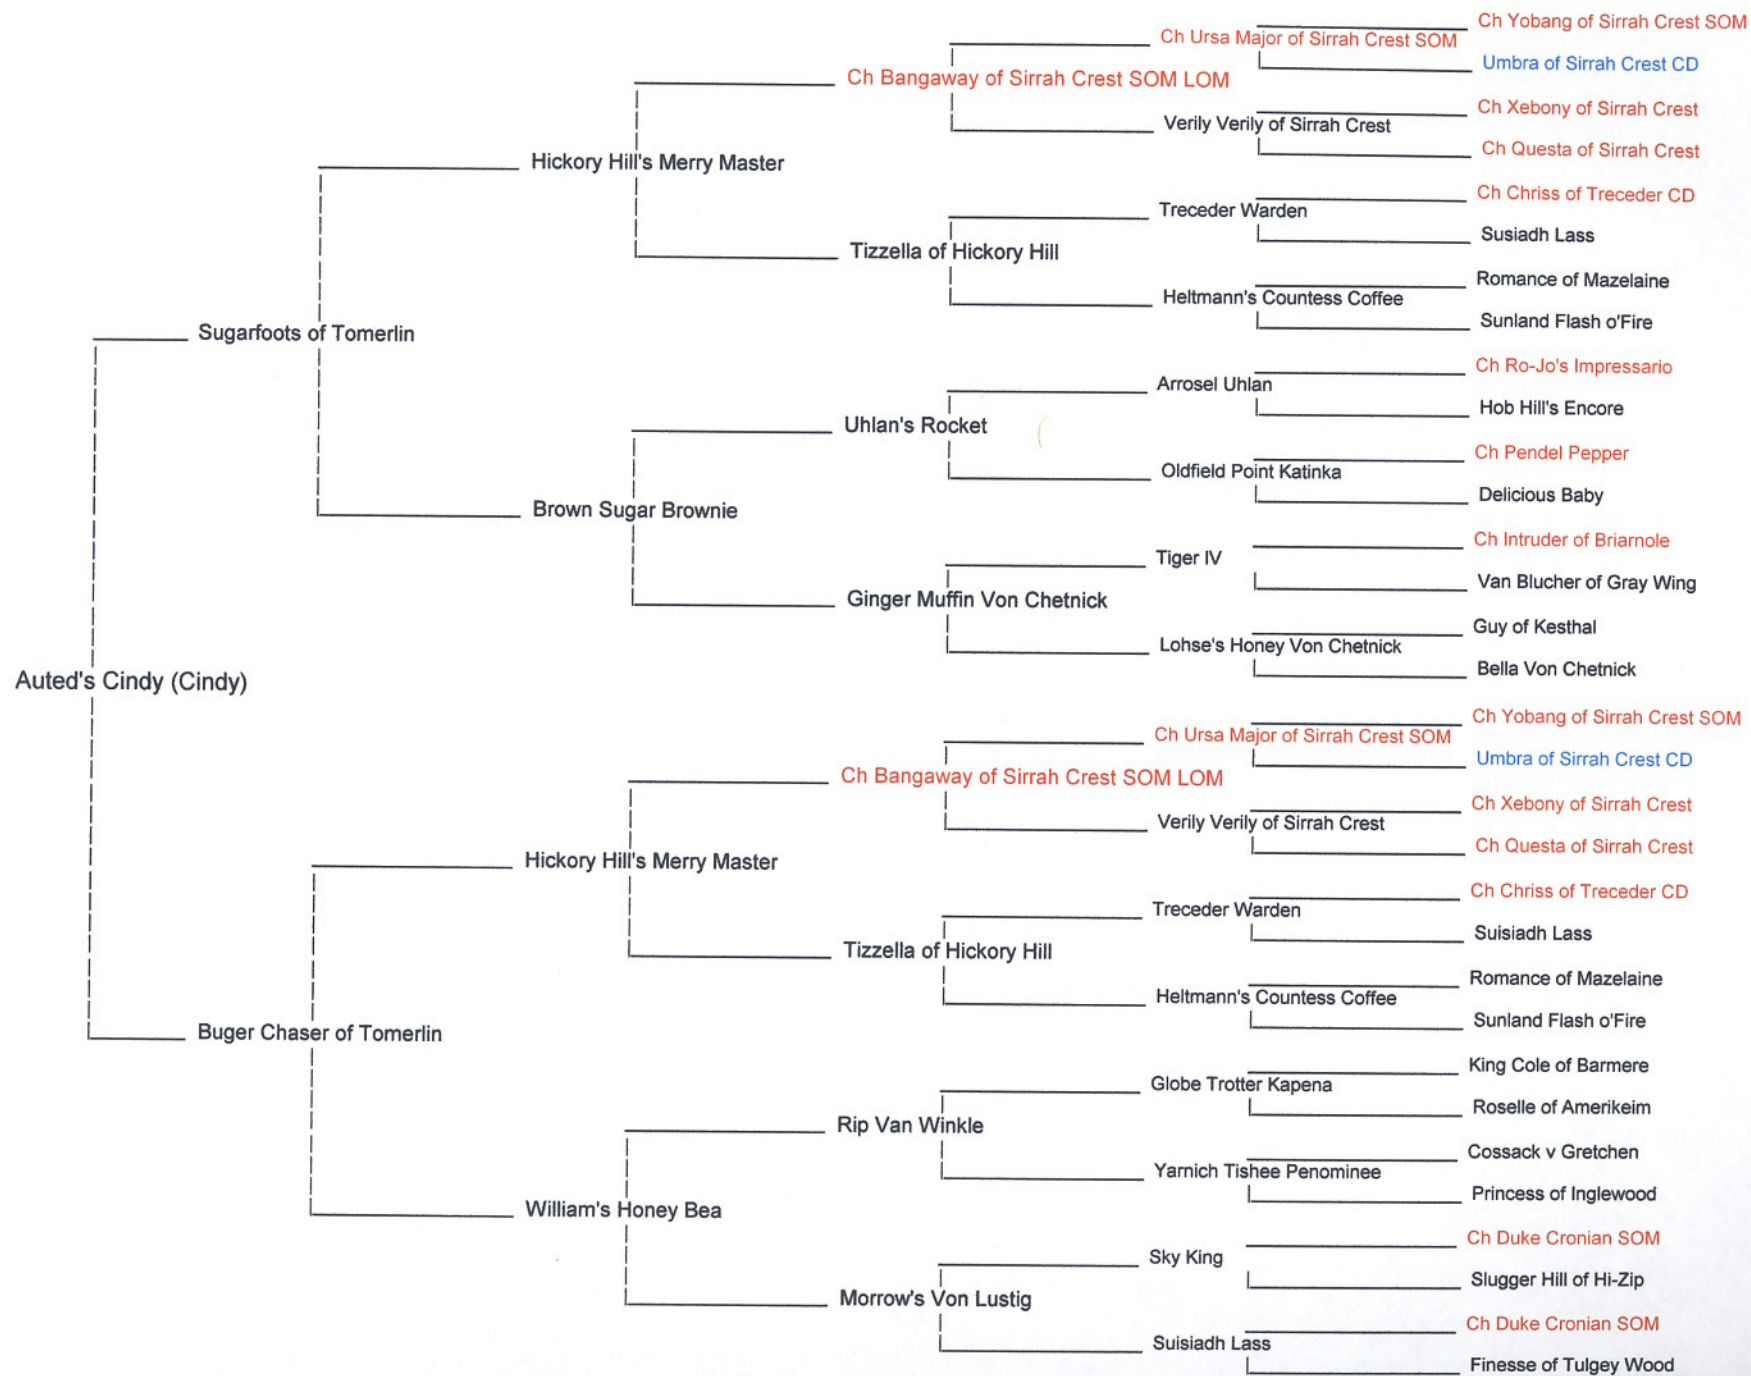 Ch Yobang of Sirrah Crest SOM
Ch Ursa Major of Sirrah Crest SOM
Umbra of Sirrah Crest CD
Ch Bangaway of Sirrah Crest SOM LOM
Ch Xebony of Sirrah Crest
Verily Verily of Sirrah Crest
Ch Questa of Sirrah Crest
Hickory Hill's Merry Master
Ch Chriss of Treceder CD
Treceder Warden
Susiadh Lass
Tizzella of Hickory Hill
Romance of Mazelaine
Heltmann's Countess Coffee
Sunland Flash o'Fire
Sugarfoots of Tomerlin
Ch Ro-Jo's Impressario
Arrosel Uhlan
Hob Hill's Encore
Uhlan's Rocket
Ch Pendel Pepper
Oldfield Point Katinka
Delicious Baby
Brown Sugar Brownie
Ch Intruder of Briarnole
Tiger IV
Van Blucher of Gray Wing
Ginger Muffin Von Chetnick
Guy of Kesthal
Lohse's Honey Von Chetnick
Bella Von Chetnick
Auted's Cindy (Cindy)
Ch Yobang of Sirrah Crest SOM
Ch Ursa Major of Sirrah Crest SOM
Umbra of Sirrah Crest CD
Ch Bangaway of Sirrah Crest SOM LOM
Ch Xebony of Sirrah Crest
Verily Verily of Sirrah Crest
Ch Questa of Sirrah Crest
Hickory Hill's Merry Master
Ch Chriss of Treceder CD
Treceder Warden
Suisiadh Lass
Tizzella of Hickory Hill
Romance of Mazelaine
Heltmann's Countess Coffee
Sunland Flash o'Fire
Buger Chaser of Tomerlin
King Cole of Barmere
Globe Trotter Kapena
Roselle of Amerikeim
Rip Van Winkle
Cossack v Gretchen
Yarnich Tishee Penominee
Princess of Inglewood
William's Honey Bea
Ch Duke Cronian SOM
Sky King
Slugger Hill of Hi-Zip
Morrow's Von Lustig
Ch Duke Cronian SOM
Suisiadh Lass
Finesse of Tulgey Wood